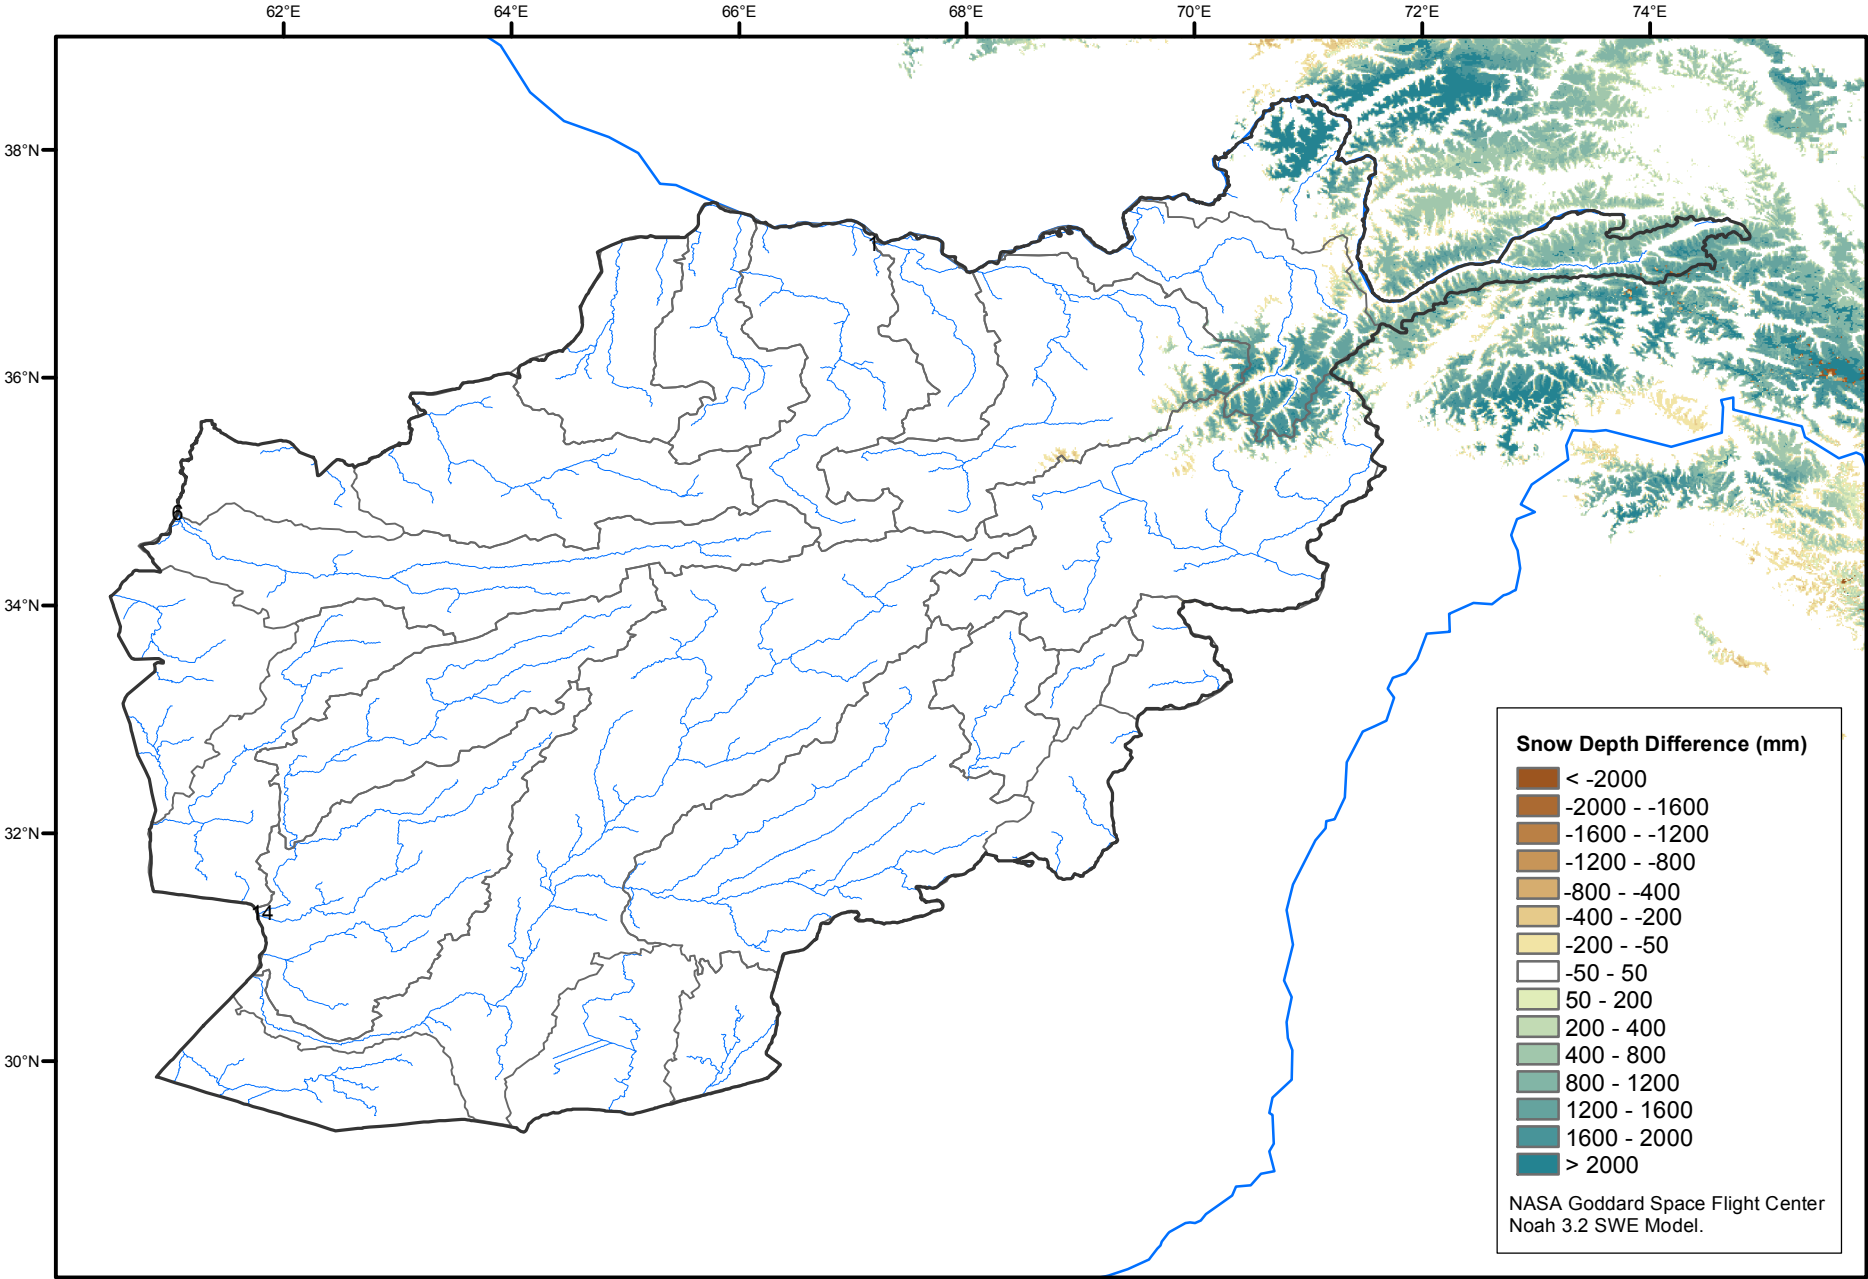 62°E 64°E 66°E 68°E 70°E 72°E 74°E
38°N
1
36°N
6
34°N
32°N
14
30°N
Snow Depth Difference (mm)
< -2000
-2000 - -1600
-1600 - -1200
-1200 - -800
-800 - -400
-400 - -200
-200 - -50
-50 - 50
50 - 200
200 - 400
400 - 800
800 - 1200
1200 - 1600
1600 - 2000
> 2000
NASA Goddard Space Flight Center
Noah 3.2 SWE Model.